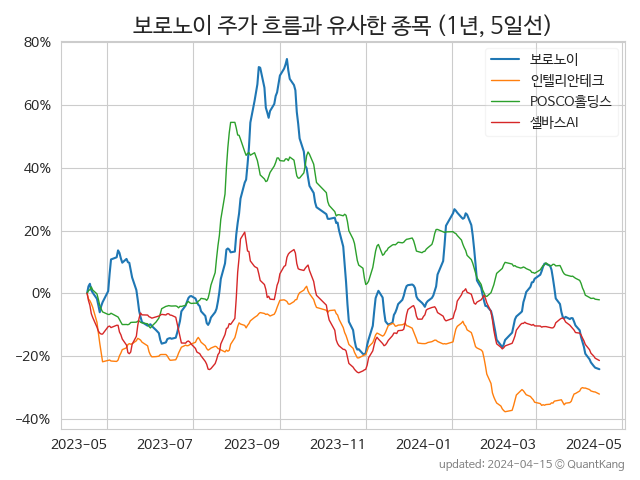 보로노이 주가 흐름과 유사한 종목 (1년, 5일선)
80%
60%
40%
20%
0%
−20%
−40%
보로노이
인텔리안테크
POSCO홀딩스
셀바스AI
2023-05 2023-07 2023-09 2023-11 2024-01 2024-03 2024-05
updated: 2024-04-15 © QuantKang